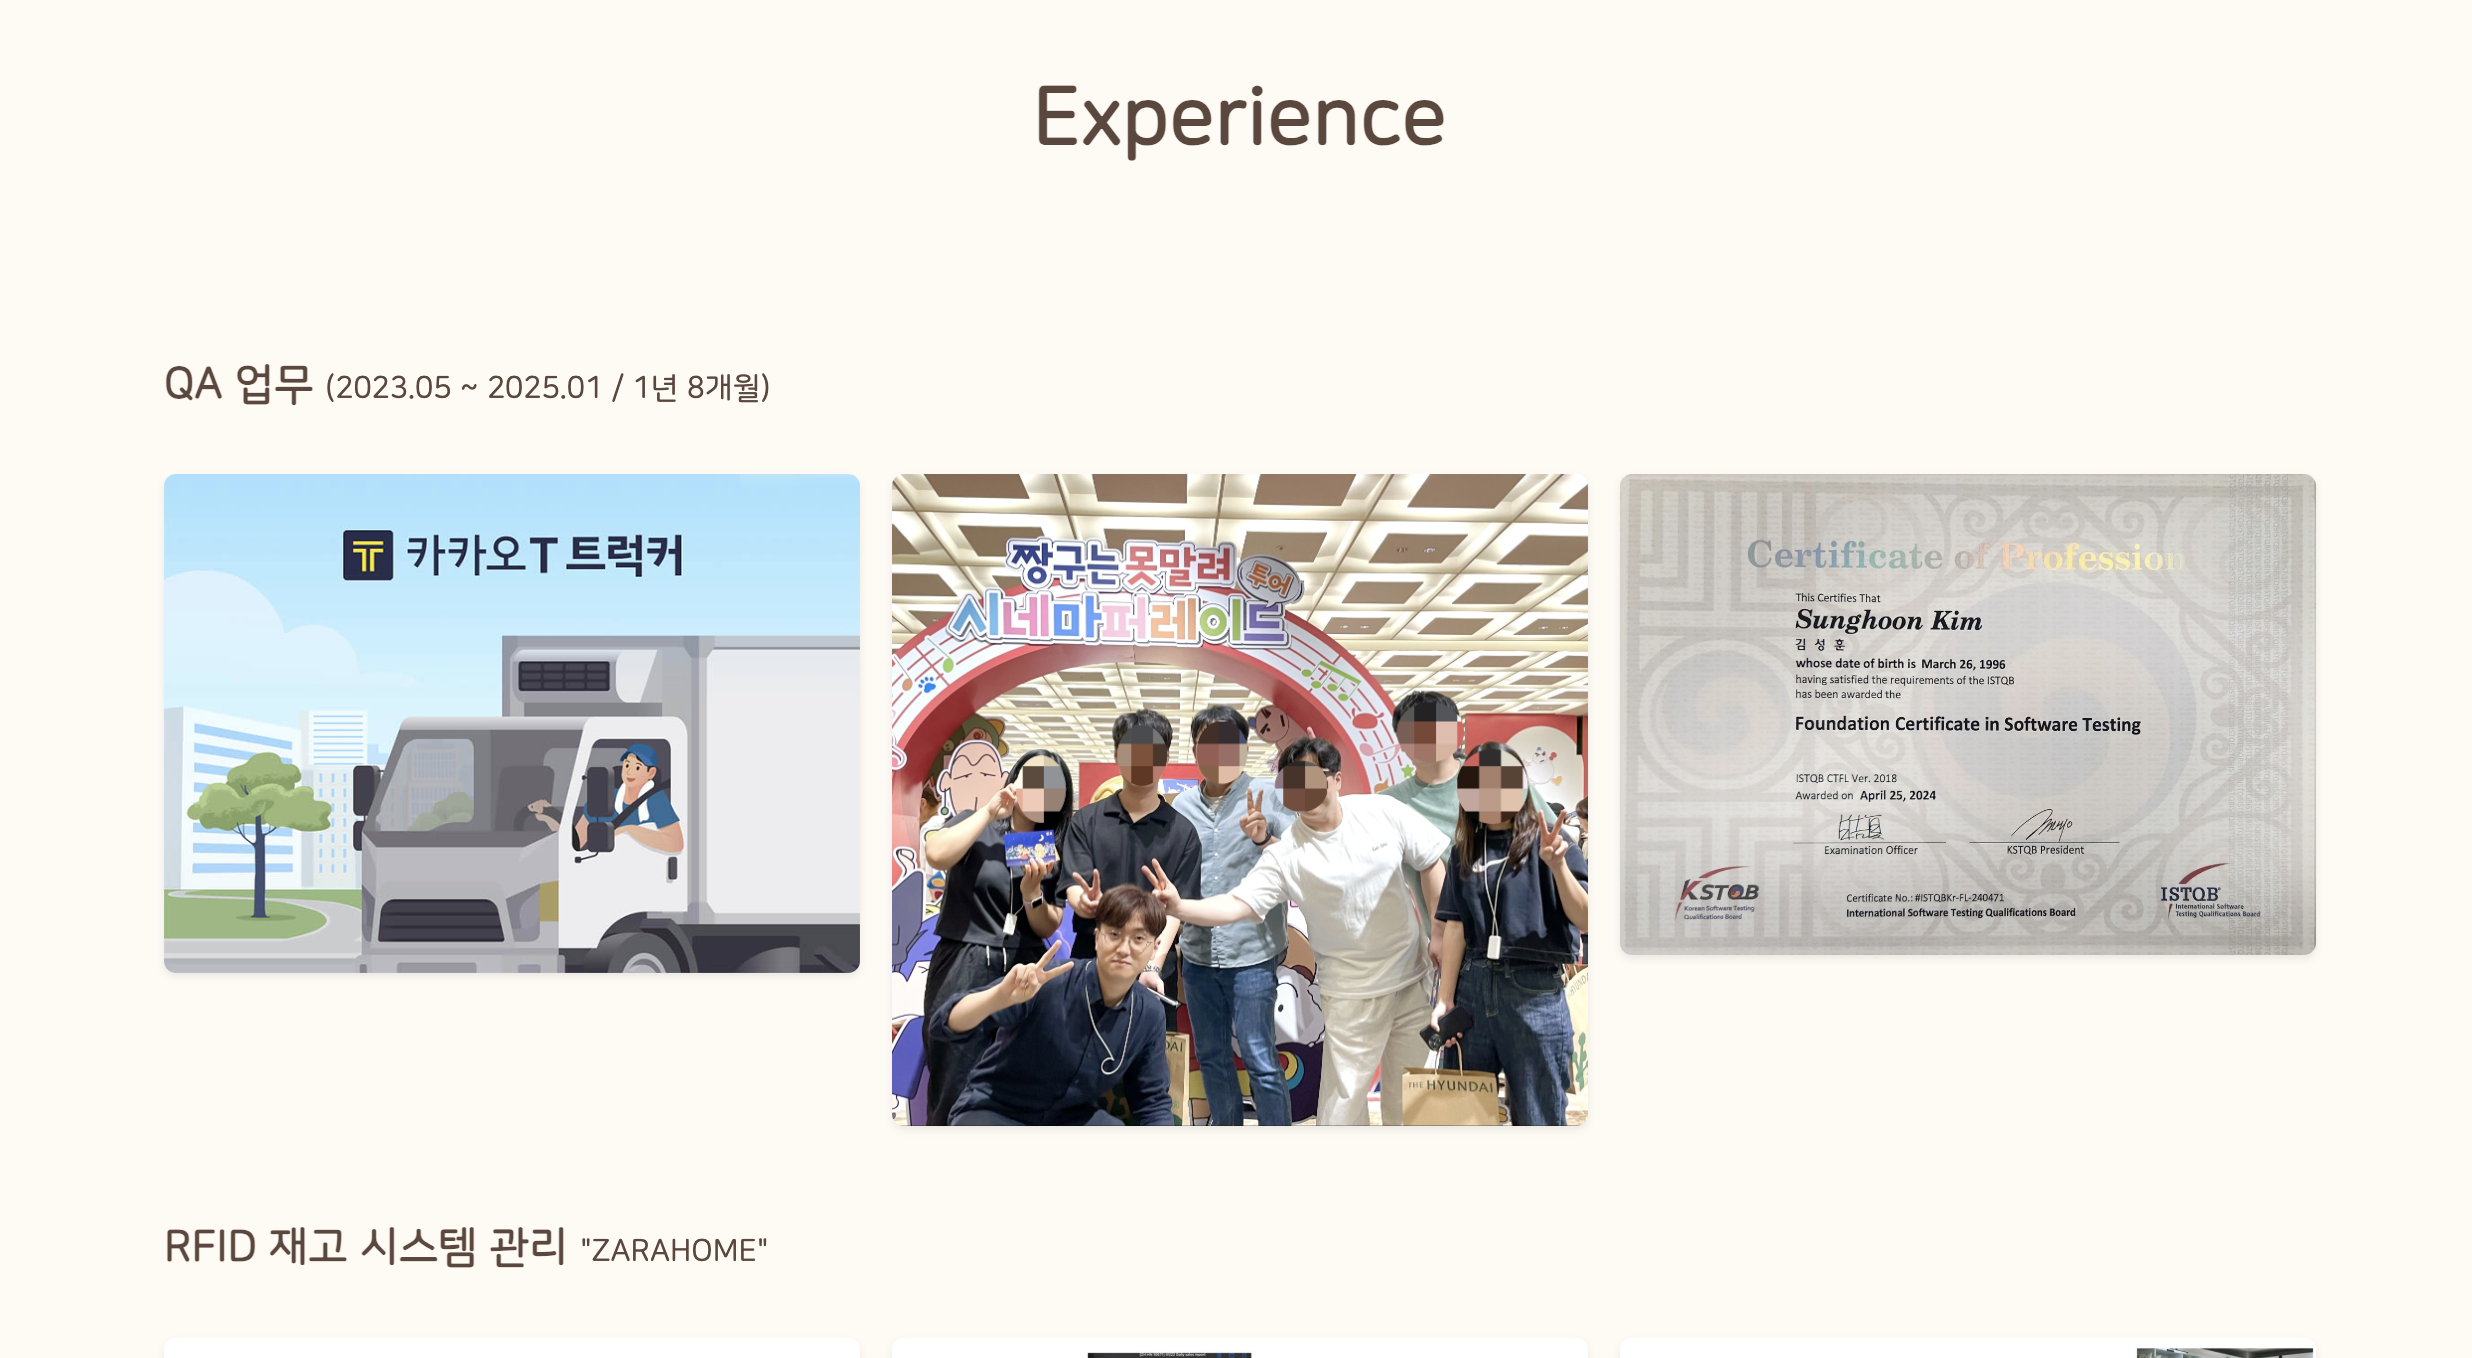 Experience
QA 업무 (2023.05 ~ 2025.01 / 1년 8개월)
카카오T 트럭커
짱구는 못말려
투어
시네마퍼레이드
THE HYUNDAI
Certificate of Profession
This Certifies That
Sunghoon Kim
김 성 훈
whose date of birth is March 26, 1996
having satisfied the requirements of the ISTQB
has been awarded the
Foundation Certificate in Software Testing
ISTQB CTFL Ver. 2018
Awarded on April 25, 2024
Examination Officer
KSTQB President
KSTQB
Korean Software Testing
Qualifications Board
Certificate No.: #ISTQBKr-FL-240471
International Software Testing Qualifications Board
ISTQB
International Software
Testing Qualifications Board
RFID 재고 시스템 관리 "ZARAHOME"